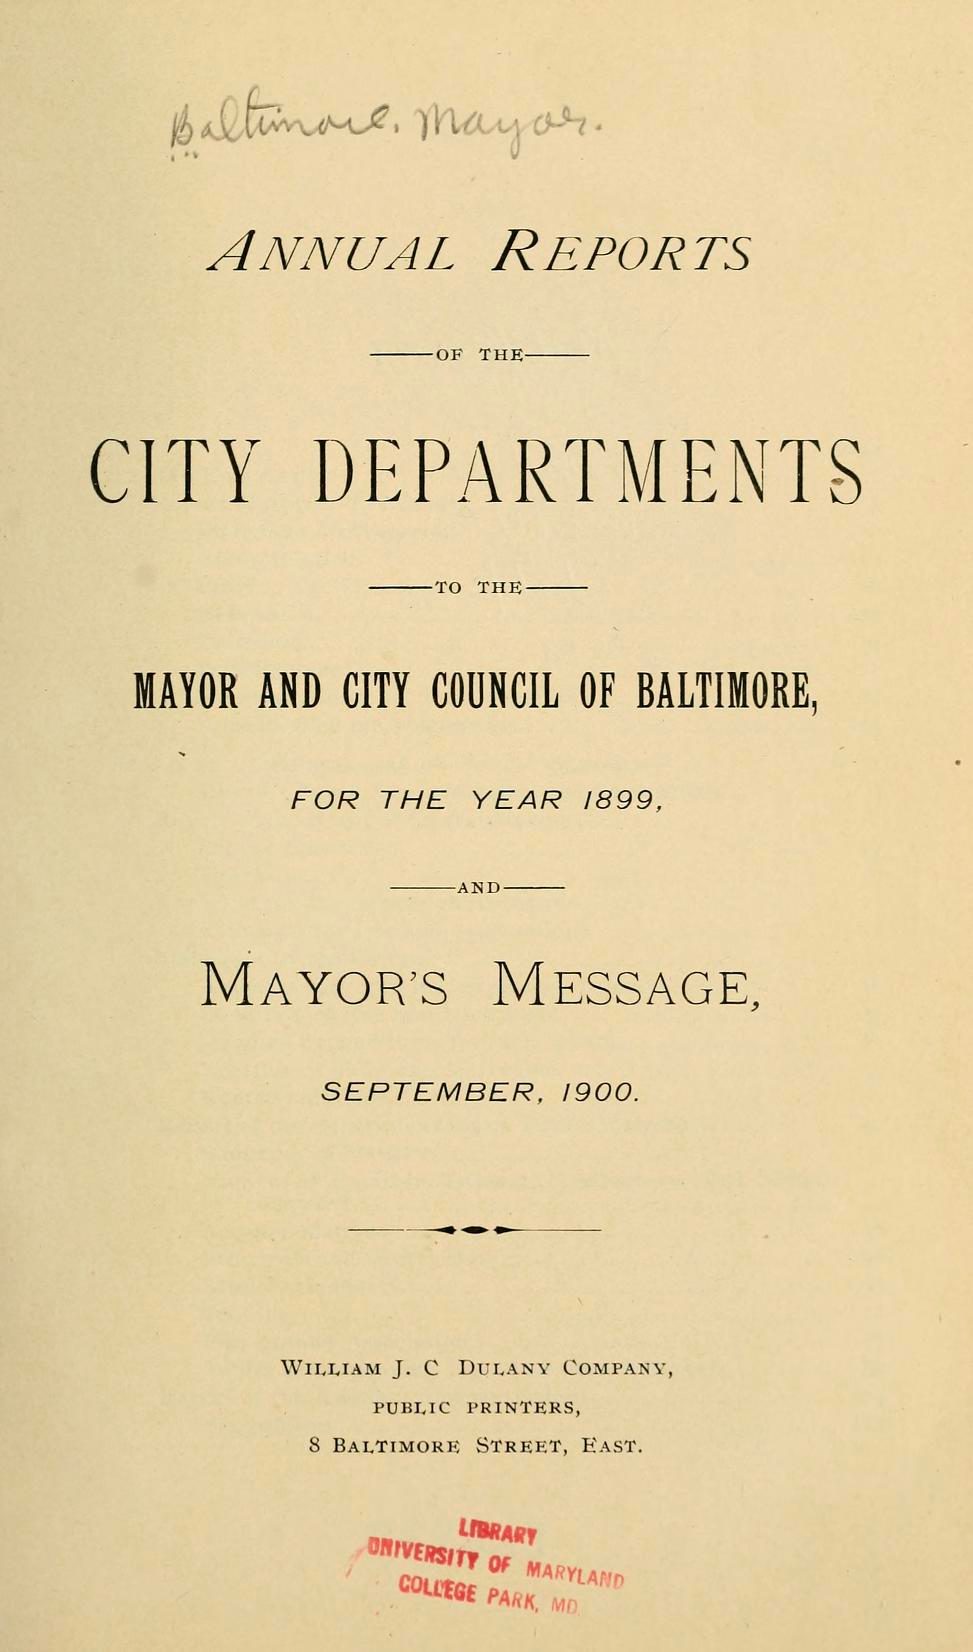 Baltimore. Mayor.
ANNUAL REPORTS
OF THE
CITY DEPARTMENTS
TO THE
MAYOR AND CITY COUNCIL OF BALTIMORE,
FOR THE YEAR 1899,
AND
MAYOR'S MESSAGE,
SEPTEMBER, 1900.
WILLIAM J. C DULANY COMPANY,
PUBLIC PRINTERS,
8 BALTIMORE STREET, EAST.
LIBRARY
UNIVERSITY OF MARYLAND
COLLEGE PARK, MD